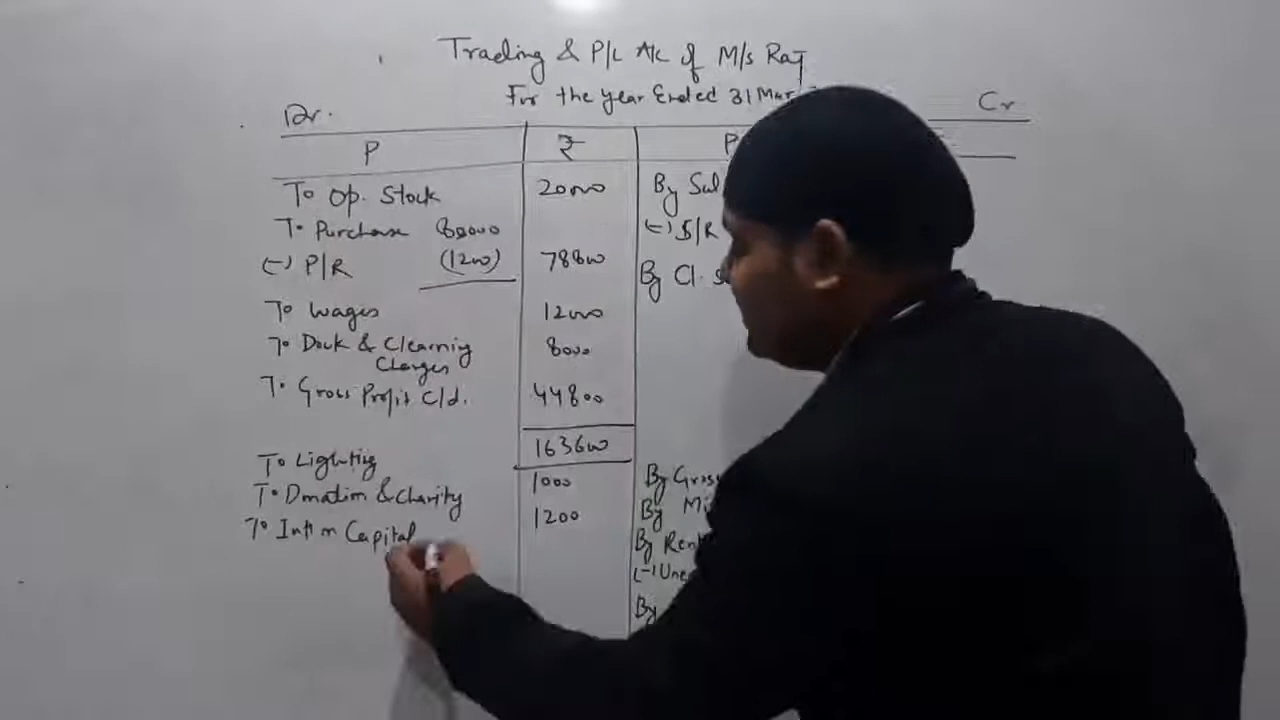 Trading & P/L A/c of M/s Raj
For the year Ended 31 Mar
Dr. Cr
P ₹ P
To Op. Stock 20000 By Sal
To Purchase 80000 (-) S/R
(-) P/R (1200) 78800 By Cl. S
To Wages 12000
To Dock & Clearning 8000
Charges
To Gross Profit C/d. 44800
163600
To Lighting 1000 By Gros
To Donation & Charity 1200 By Mi
To Int on Capital By Ren
(-) Une
By